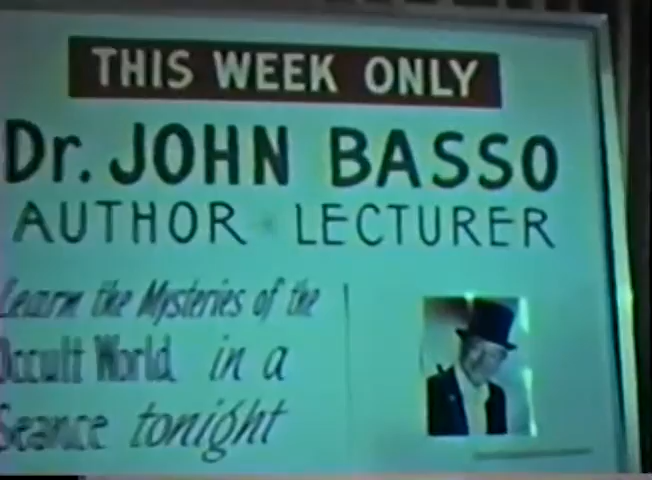 THIS WEEK ONLY
Dr. JOHN BASSO
AUTHOR LECTURER
Learn the Mysteries of the
Occult World in a
Seance tonight